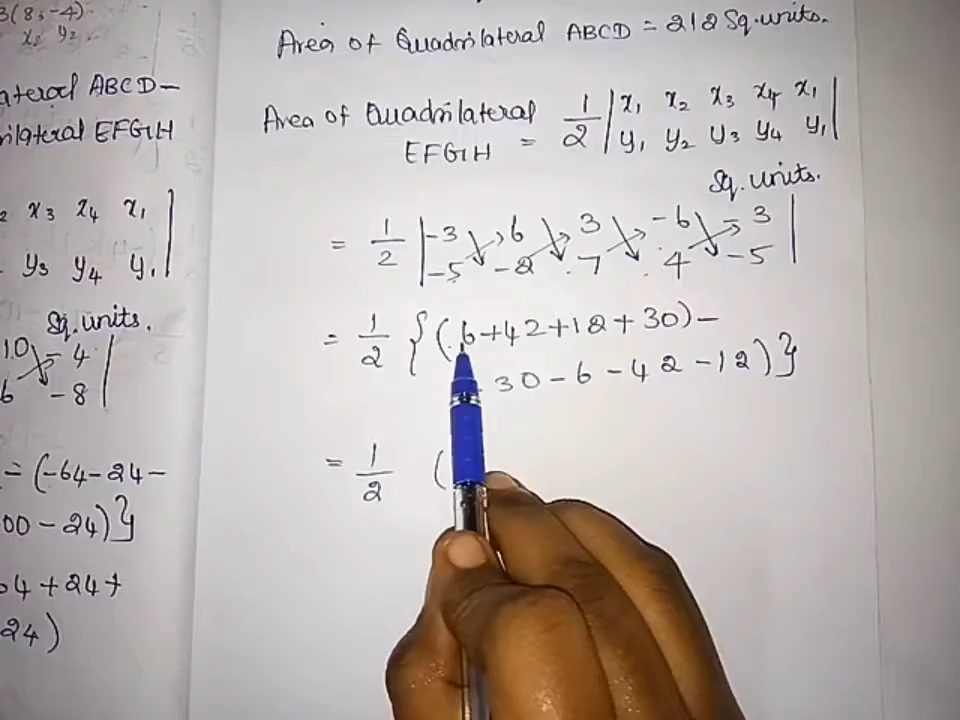 3(8, -4).
x₂ y₂
Area of Quadrilateral ABCD = 212 Sq.units.
ABCD-
EFGH
Area of Quadrilateral EFGH = 1/2 | x₁ x₂ x₃ x₄ x₁
y₁ y₂ y₃ y₄ y₁ |
Sq. units.
x₃ x₄ x₁ |
y₃ y₄ y₁ |
= 1/2 | -3 6 3 -6 -3
-5 -2 7 4 -5 |
Sq. units.
10 -4
6 -8
= 1/2 { (6+42+12+30) -
30 - 6 - 42 - 12) }
= (-64-24-
00 - 24)}
= 1/2 (
64 + 24 +
24)